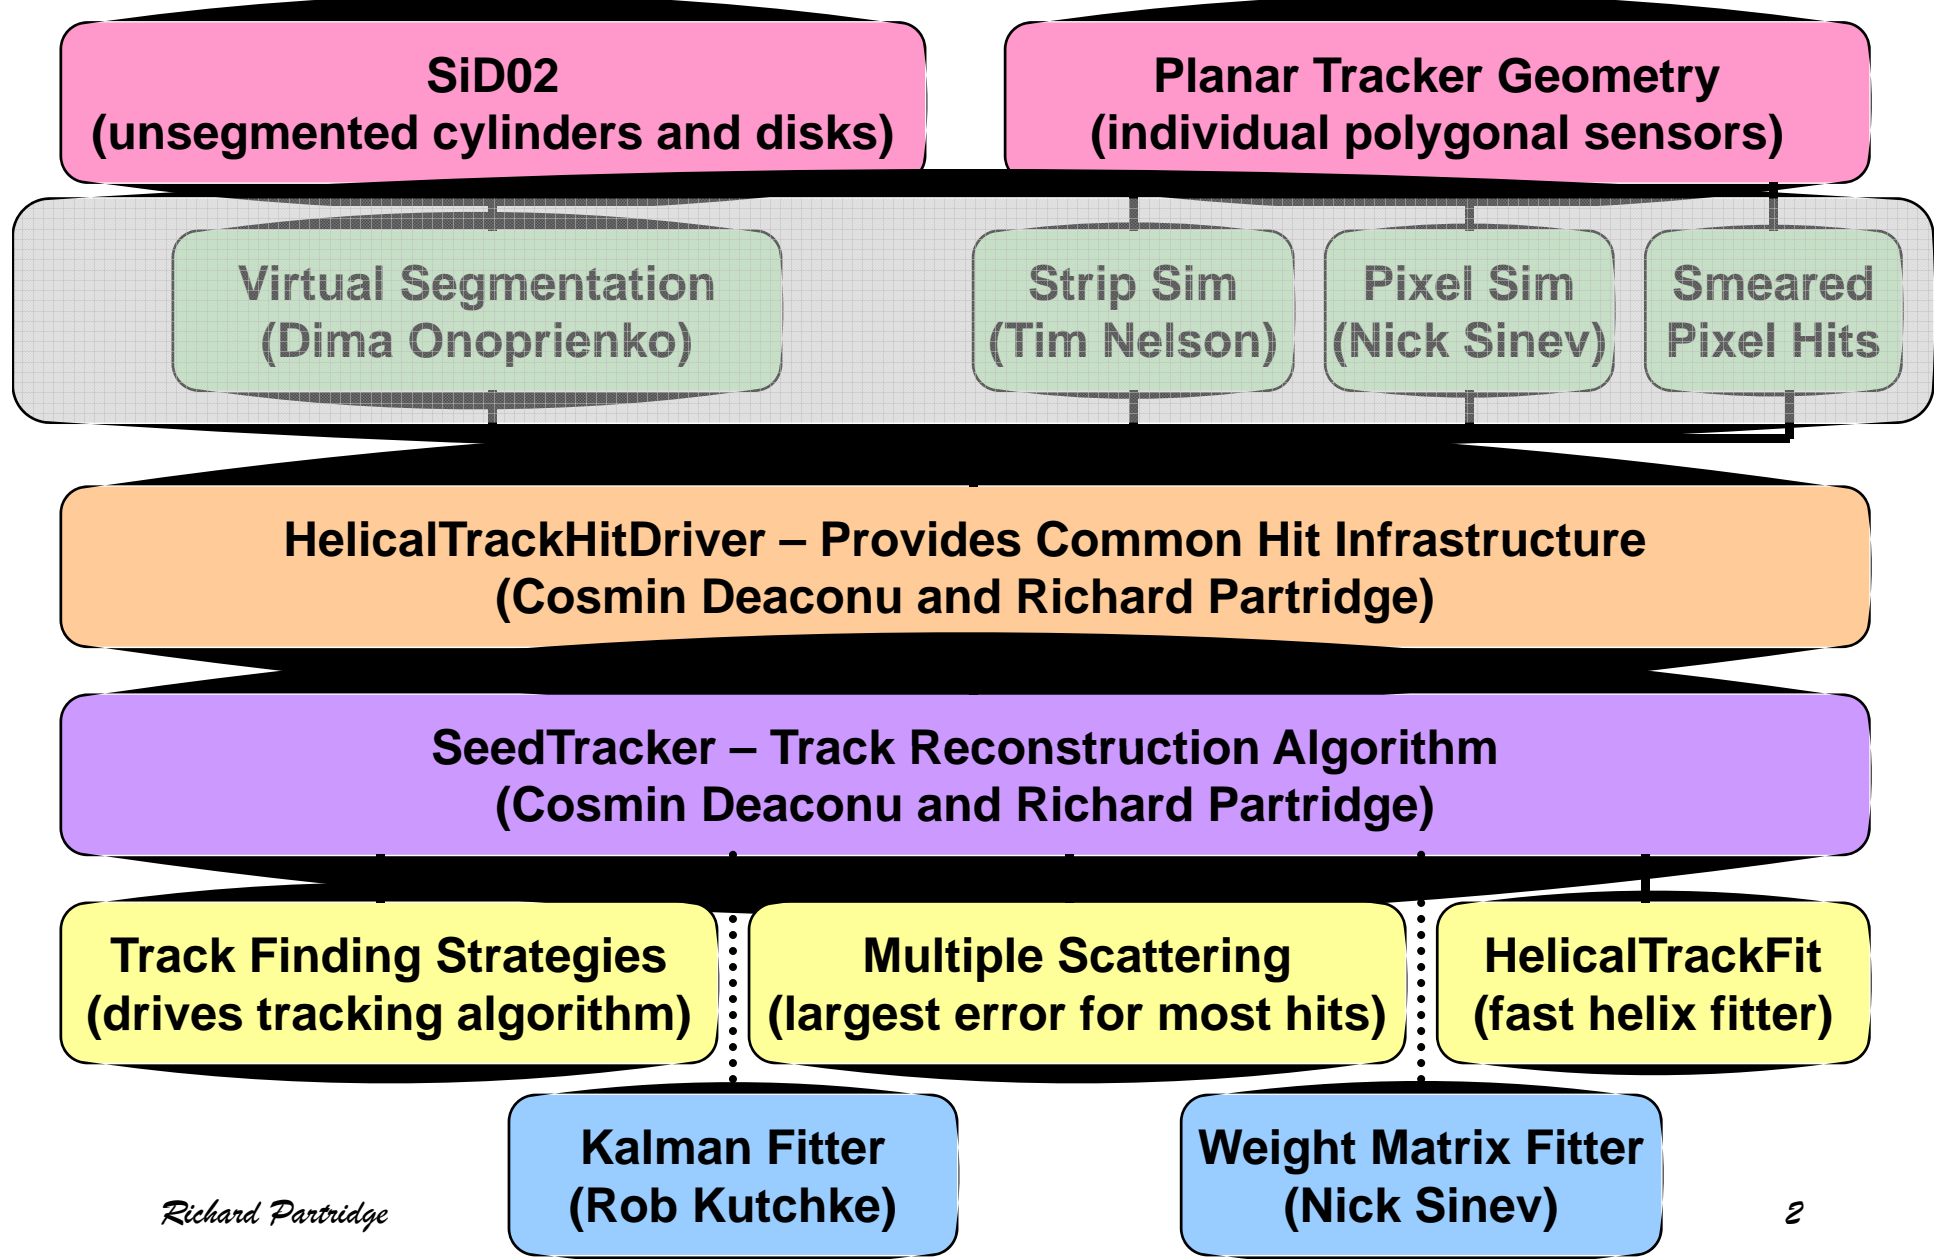 SiD02
(unsegmented cylinders and disks)
Planar Tracker Geometry
(individual polygonal sensors)
Virtual Segmentation
(Dima Onoprienko)
Strip Sim
(Tim Nelson)
Pixel Sim
(Nick Sinev)
Smeared
Pixel Hits
HelicalTrackHitDriver – Provides Common Hit Infrastructure
(Cosmin Deaconu and Richard Partridge)
SeedTracker – Track Reconstruction Algorithm
(Cosmin Deaconu and Richard Partridge)
Track Finding Strategies
(drives tracking algorithm)
Multiple Scattering
(largest error for most hits)
HelicalTrackFit
(fast helix fitter)
Kalman Fitter
(Rob Kutchke)
Weight Matrix Fitter
(Nick Sinev)
Richard Partridge
2